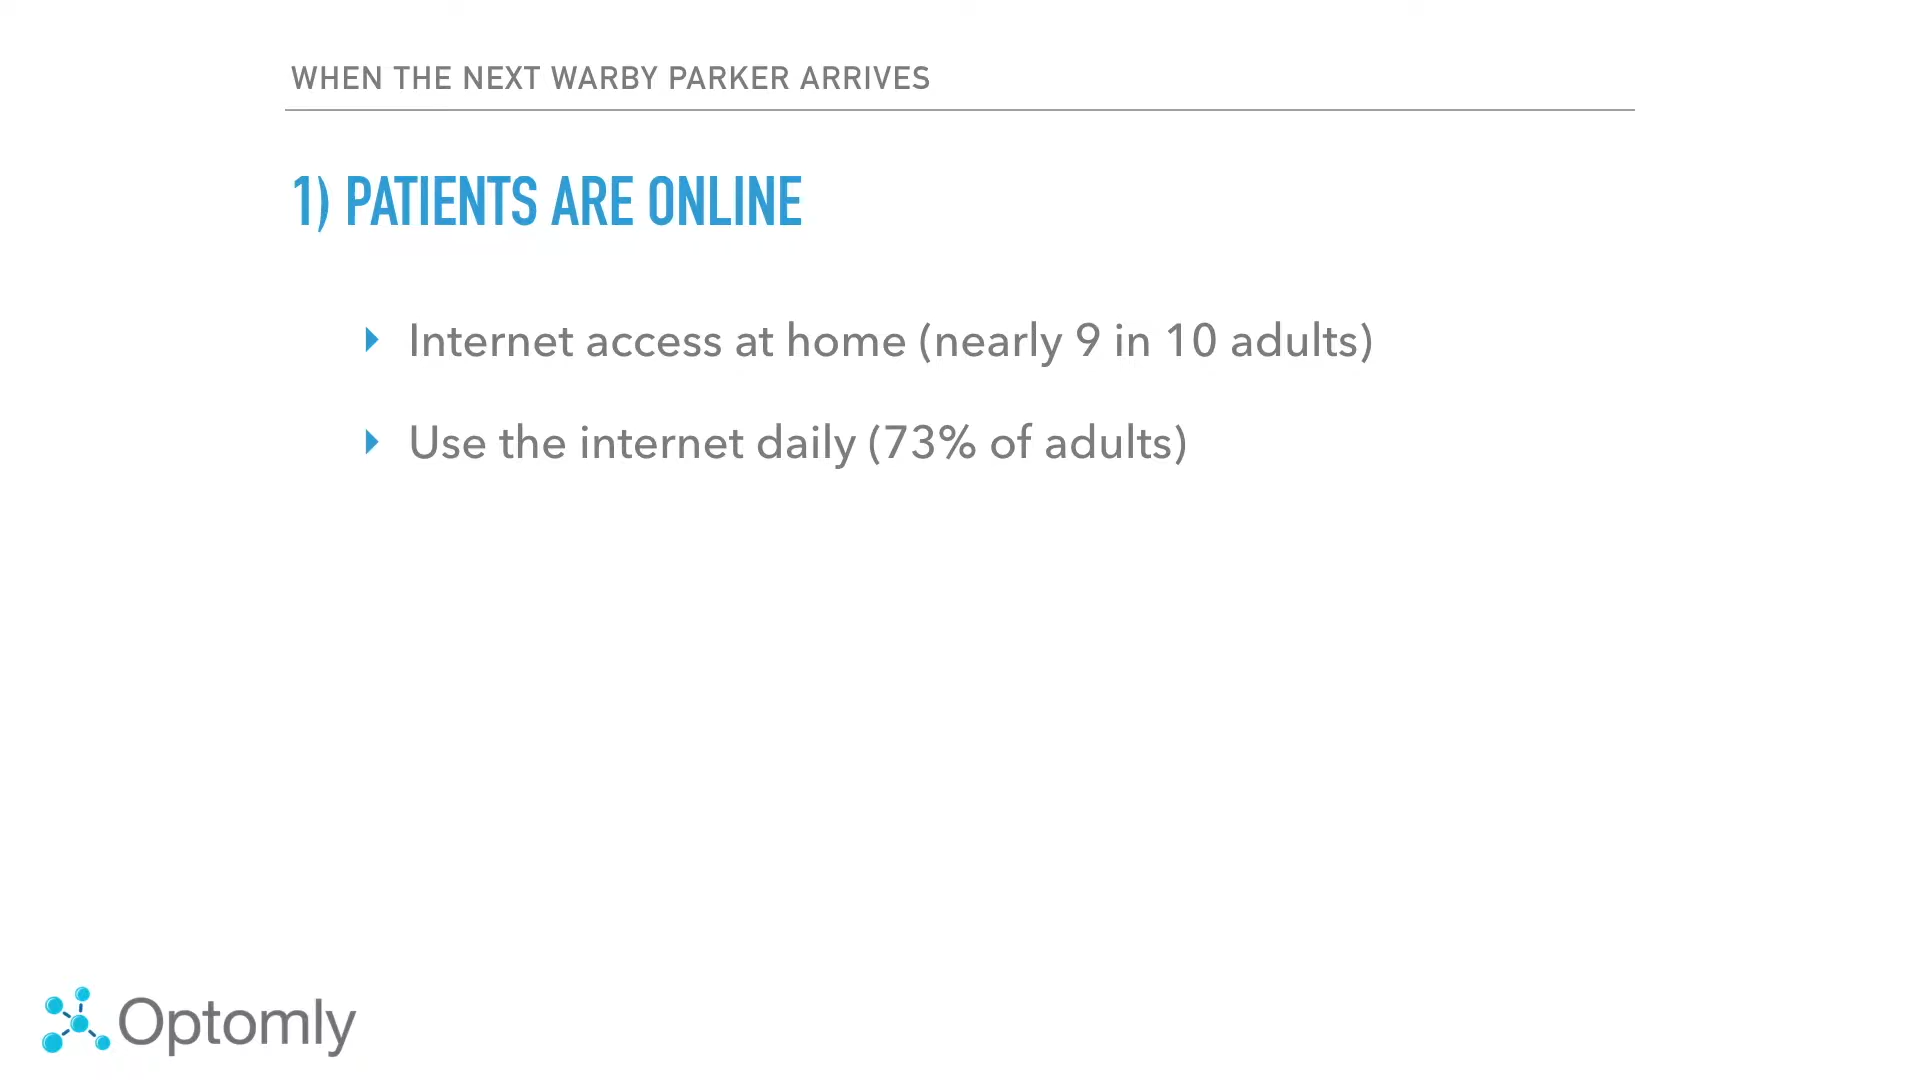 WHEN THE NEXT WARBY PARKER ARRIVES
1) PATIENTS ARE ONLINE
Internet access at home (nearly 9 in 10 adults)
Use the internet daily (73% of adults)
Optomly